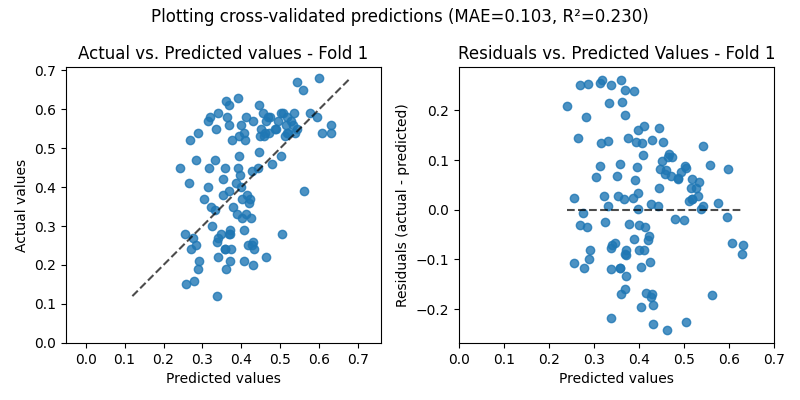 Plotting cross-validated predictions (MAE=0.103, R²=0.230)
Actual vs. Predicted values - Fold 1
Actual values
0.7
0.6
0.5
0.4
0.3
0.2
0.1
0.0
0.0 0.1 0.2 0.3 0.4 0.5 0.6 0.7
Predicted values
Residuals vs. Predicted Values - Fold 1
Residuals (actual - predicted)
0.2
0.1
0.0
−0.1
−0.2
0.0 0.1 0.2 0.3 0.4 0.5 0.6 0.7
Predicted values